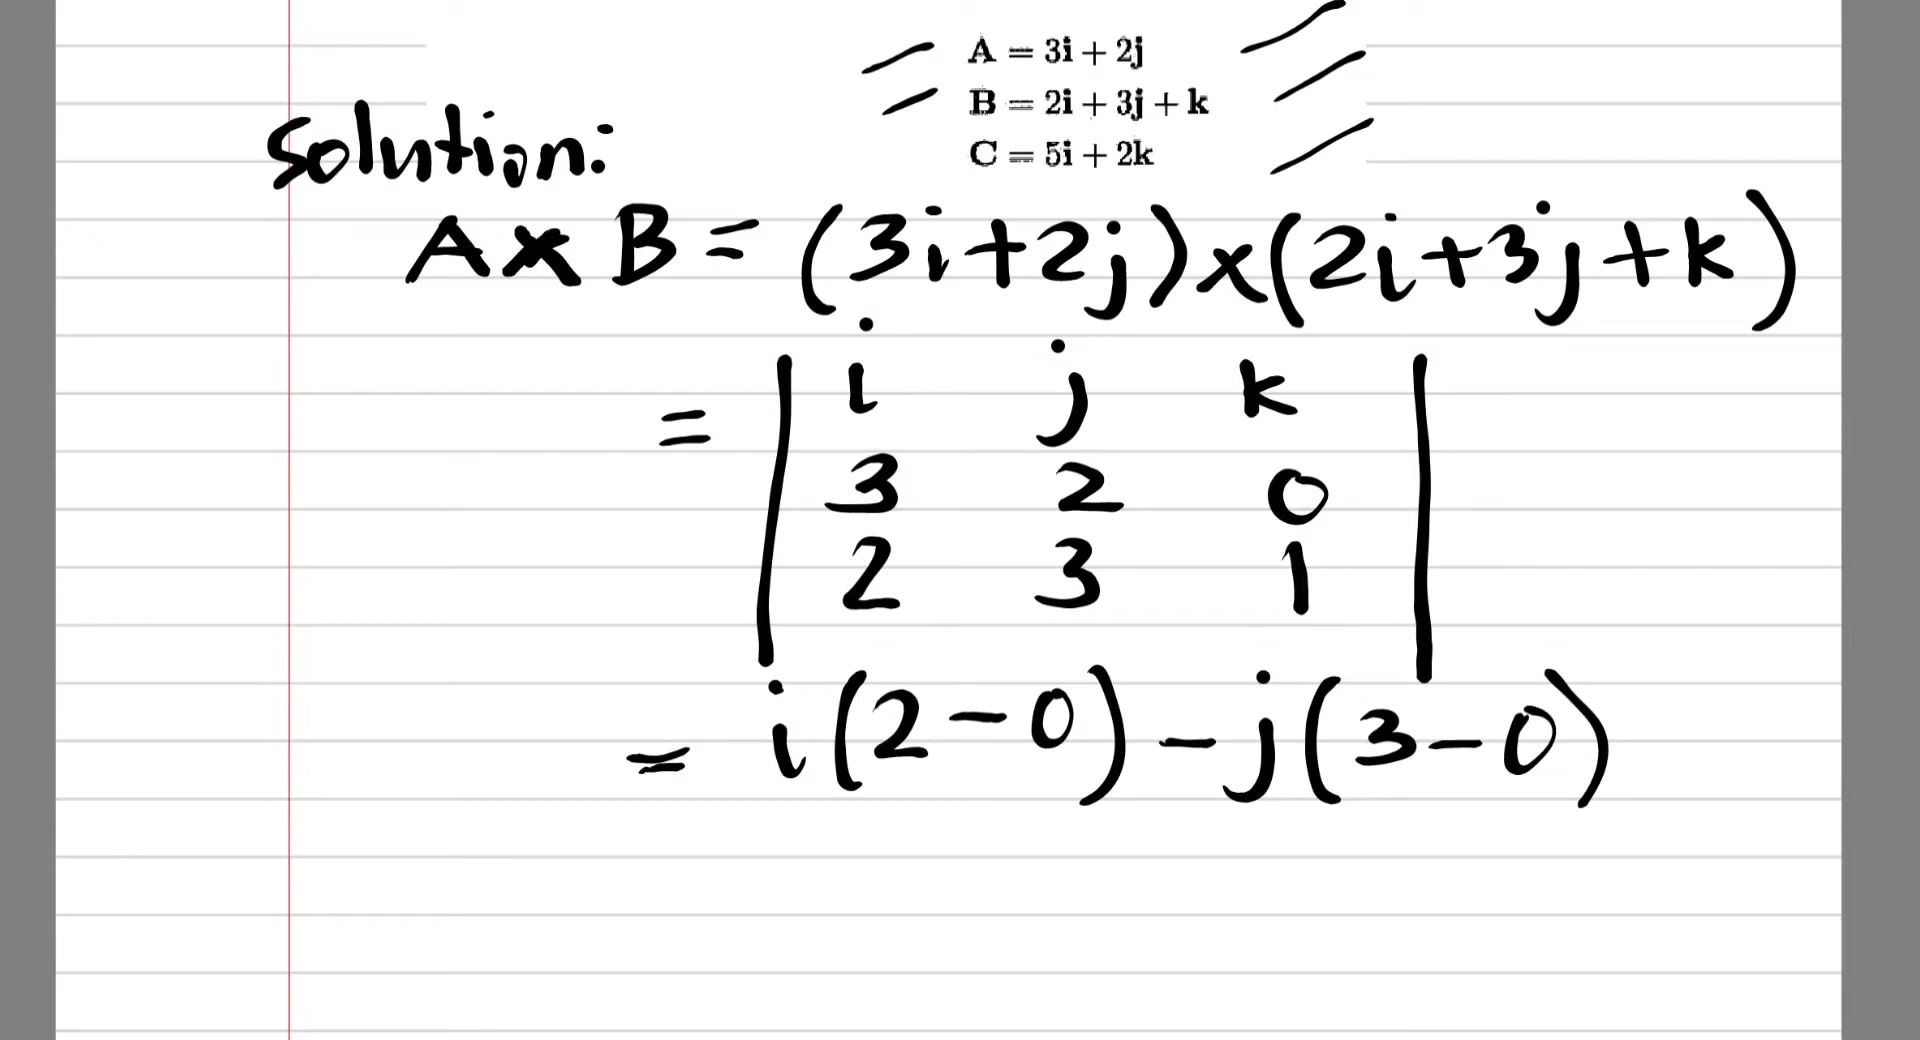 A = 3i + 2j
B = 2i + 3j + k
C = 5i + 2k
Solution:
A × B = (3i+2j)×(2i+3j+k)
= | i j k |
3 2 0
2 3 1
= i(2-0)-j(3-0)